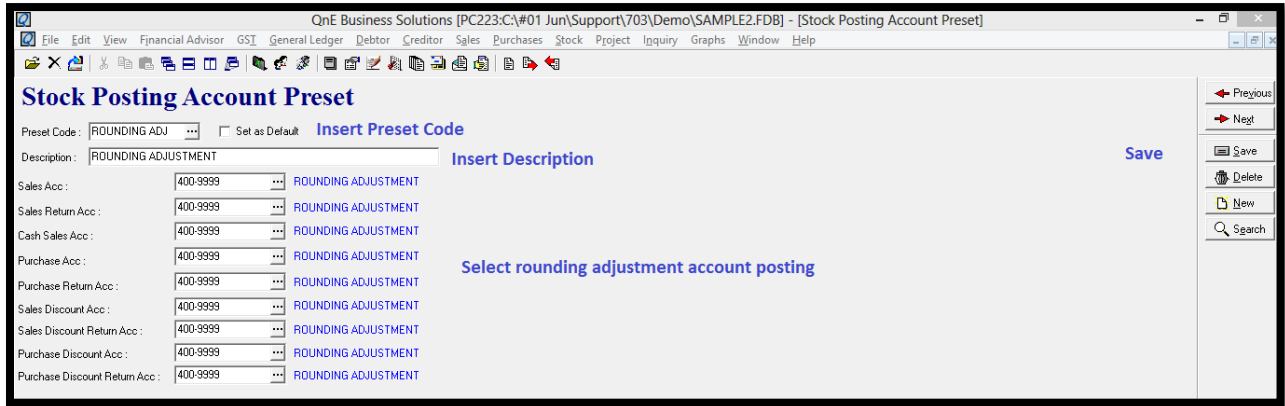 QnE Business Solutions [PC223:C:\#01 Jun\Support\703\Demo\SAMPLE2.FDB] - [Stock Posting Account Preset]
File Edit View Financial Advisor GST General Ledger Debtor Creditor Sales Purchases Stock Project Inquiry Graphs Window Help
Stock Posting Account Preset
Previous
Preset Code : ROUNDING ADJ ... Set as Default Insert Preset Code
Next
Description : ROUNDING ADJUSTMENT Insert Description
Save
Save
Sales Acc : 400-9999 ... ROUNDING ADJUSTMENT
Delete
Sales Return Acc : 400-9999 ... ROUNDING ADJUSTMENT
New
Cash Sales Acc : 400-9999 ... ROUNDING ADJUSTMENT
Search
Purchase Acc : 400-9999 ... ROUNDING ADJUSTMENT
Select rounding adjustment account posting
Purchase Return Acc : 400-9999 ... ROUNDING ADJUSTMENT
Sales Discount Acc : 400-9999 ... ROUNDING ADJUSTMENT
Sales Discount Return Acc : 400-9999 ... ROUNDING ADJUSTMENT
Purchase Discount Acc : 400-9999 ... ROUNDING ADJUSTMENT
Purchase Discount Return Acc : 400-9999 ... ROUNDING ADJUSTMENT